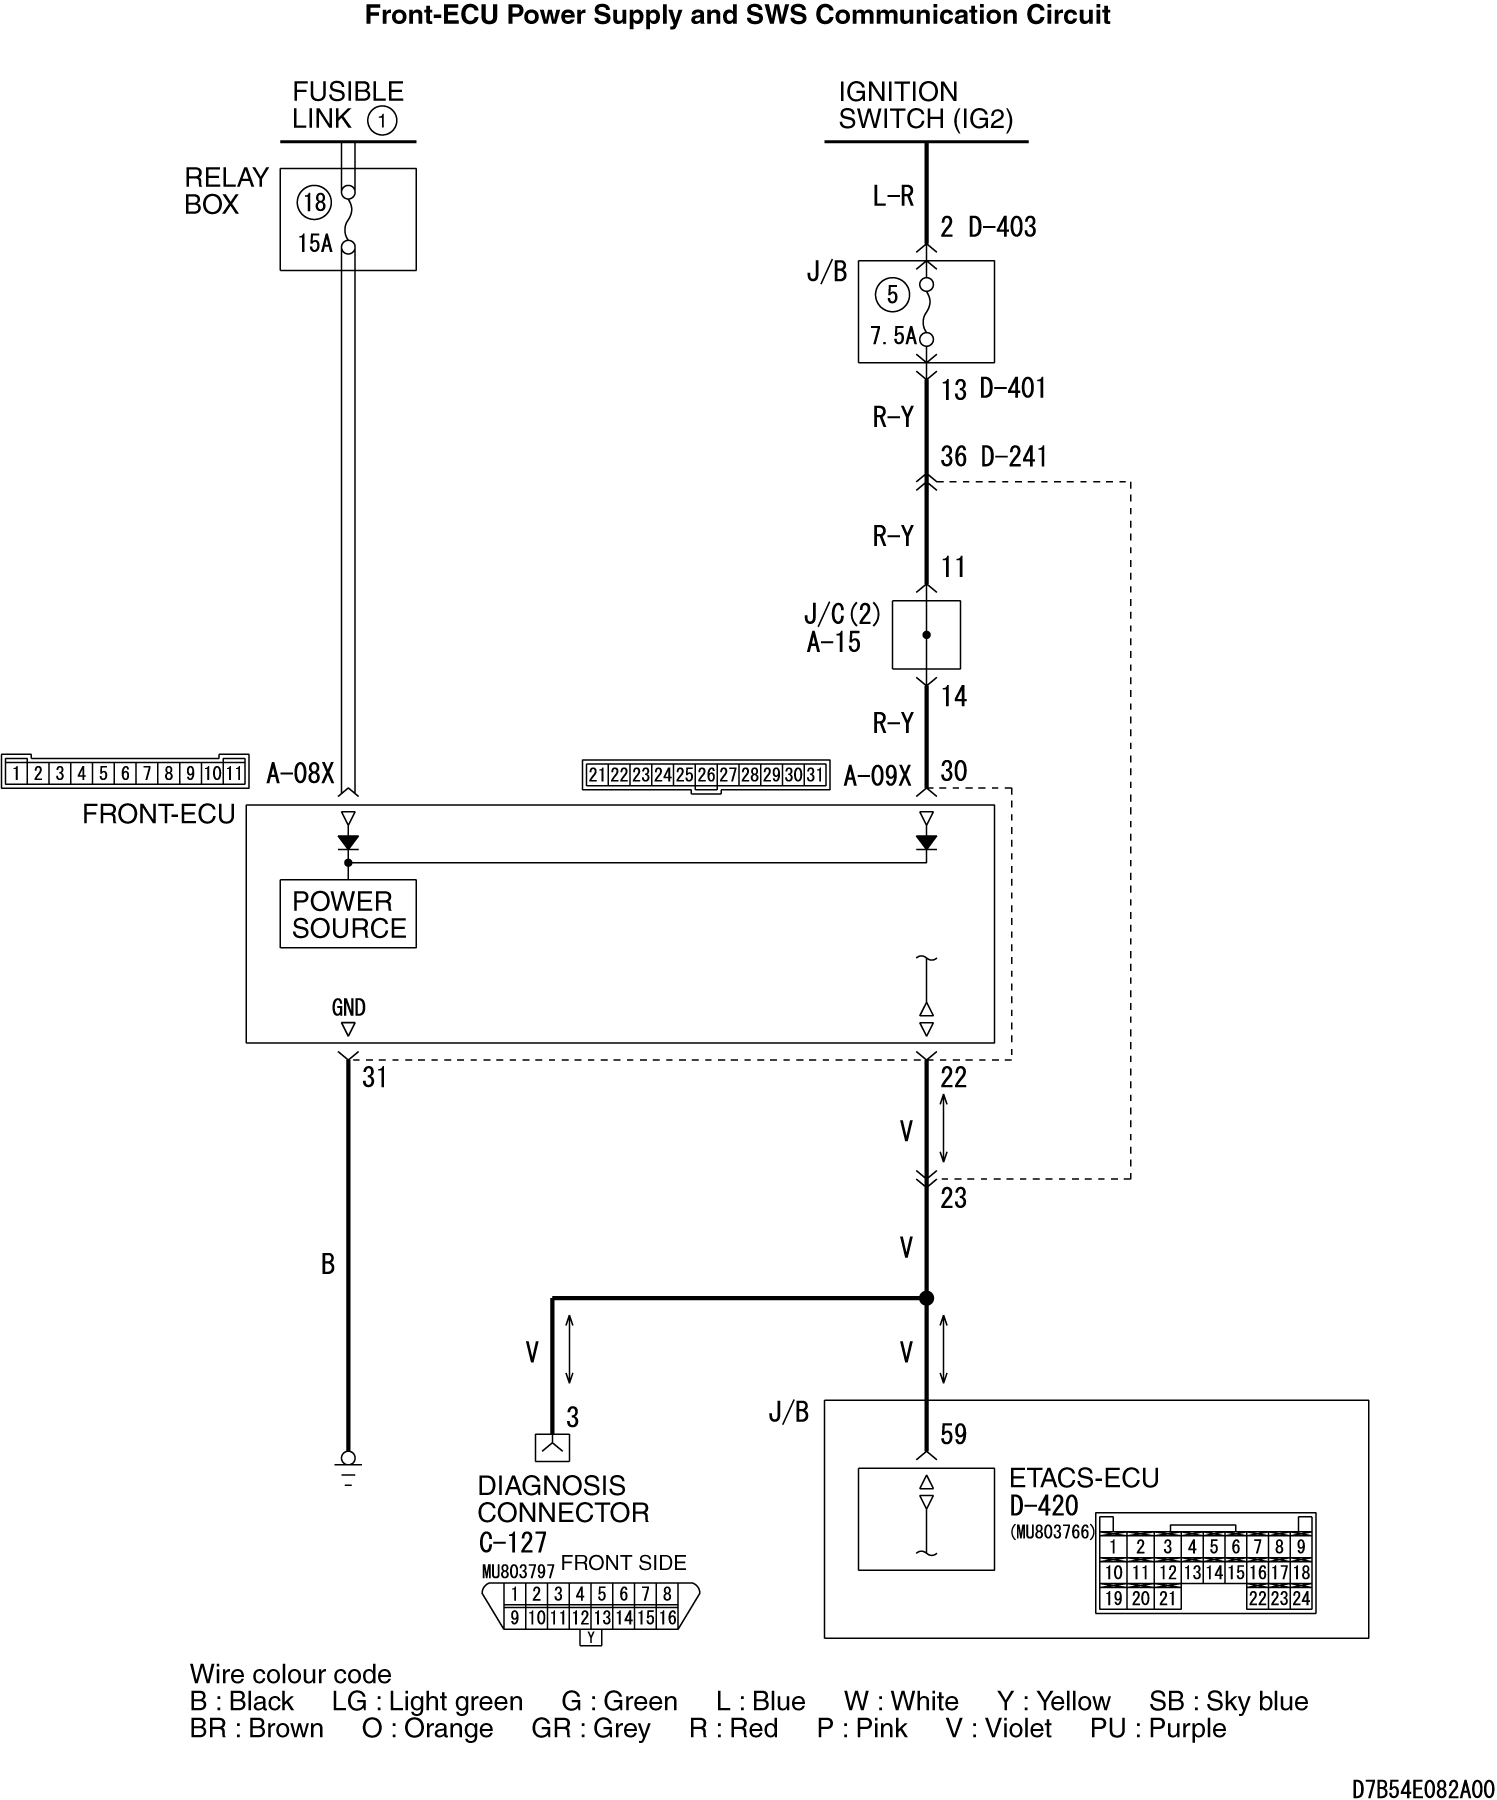 Front-ECU Power Supply and SWS Communication Circuit
FUSIBLE
LINK 1
IGNITION
SWITCH (IG2)
RELAY
BOX
18
15A
L-R
2 D-403
J/B
5
7.5A
13 D-401
R-Y
36 D-241
R-Y
11
J/C(2)
A-15
14
R-Y
1 2 3 4 5 6 7 8 9 10 11
A-08X
21 22 23 24 25 26 27 28 29 30 31
A-09X
30
FRONT-ECU
POWER
SOURCE
GND
31
22
V
23
B
V
V
V
3
J/B
59
DIAGNOSIS
CONNECTOR
C-127
MU803797 FRONT SIDE
1 2 3 4 5 6 7 8
9 10 11 12 13 14 15 16
Y
ETACS-ECU
D-420
(MU803766)
1 2 3 4 5 6 7 8 9
10 11 12 13 14 15 16 17 18
19 20 21 22 23 24
Wire colour code
B : Black LG : Light green G : Green L : Blue W : White Y : Yellow SB : Sky blue
BR : Brown O : Orange GR : Grey R : Red P : Pink V : Violet PU : Purple
D7B54E082A00